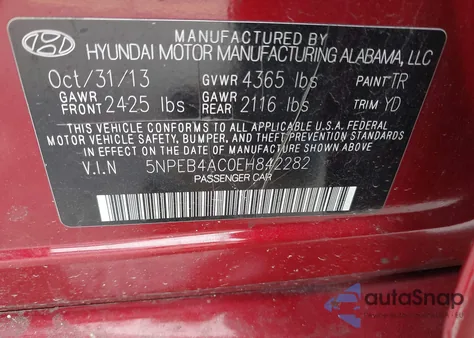 MANUFACTURED BY
HYUNDAI MOTOR MANUFACTURING ALABAMA, LLC
Oct/31/13 GVWR 4365 lbs PAINT TR
GAWR FRONT 2425 lbs GAWR REAR 2116 lbs TRIM YD
THIS VEHICLE CONFORMS TO ALL APPLICABLE U.S.A. FEDERAL
MOTOR VEHICLE SAFETY, BUMPER, AND THEFT PREVENTION STANDARDS
IN EFFECT ON THE DATE OF MANUFACTURE SHOWN ABOVE.
V.I.N 5NPEB4AC0EH842282
PASSENGER CAR
autoSnap